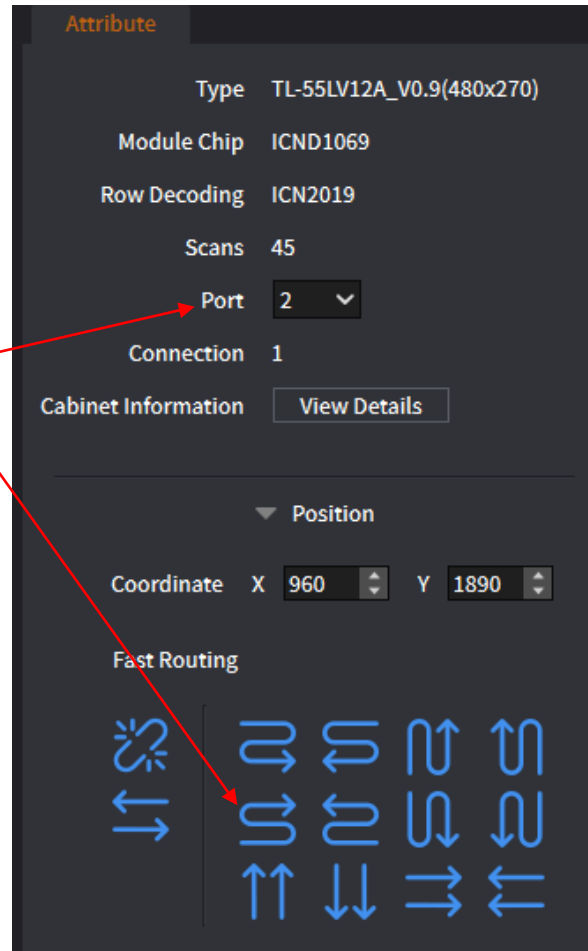 Attribute
Type TL-55LV12A_V0.9(480x270)
Module Chip ICND1069
Row Decoding ICN2019
Scans 45
Port 2
Connection 1
Cabinet Information View Details
Position
Coordinate X 960 Y 1890
Fast Routing